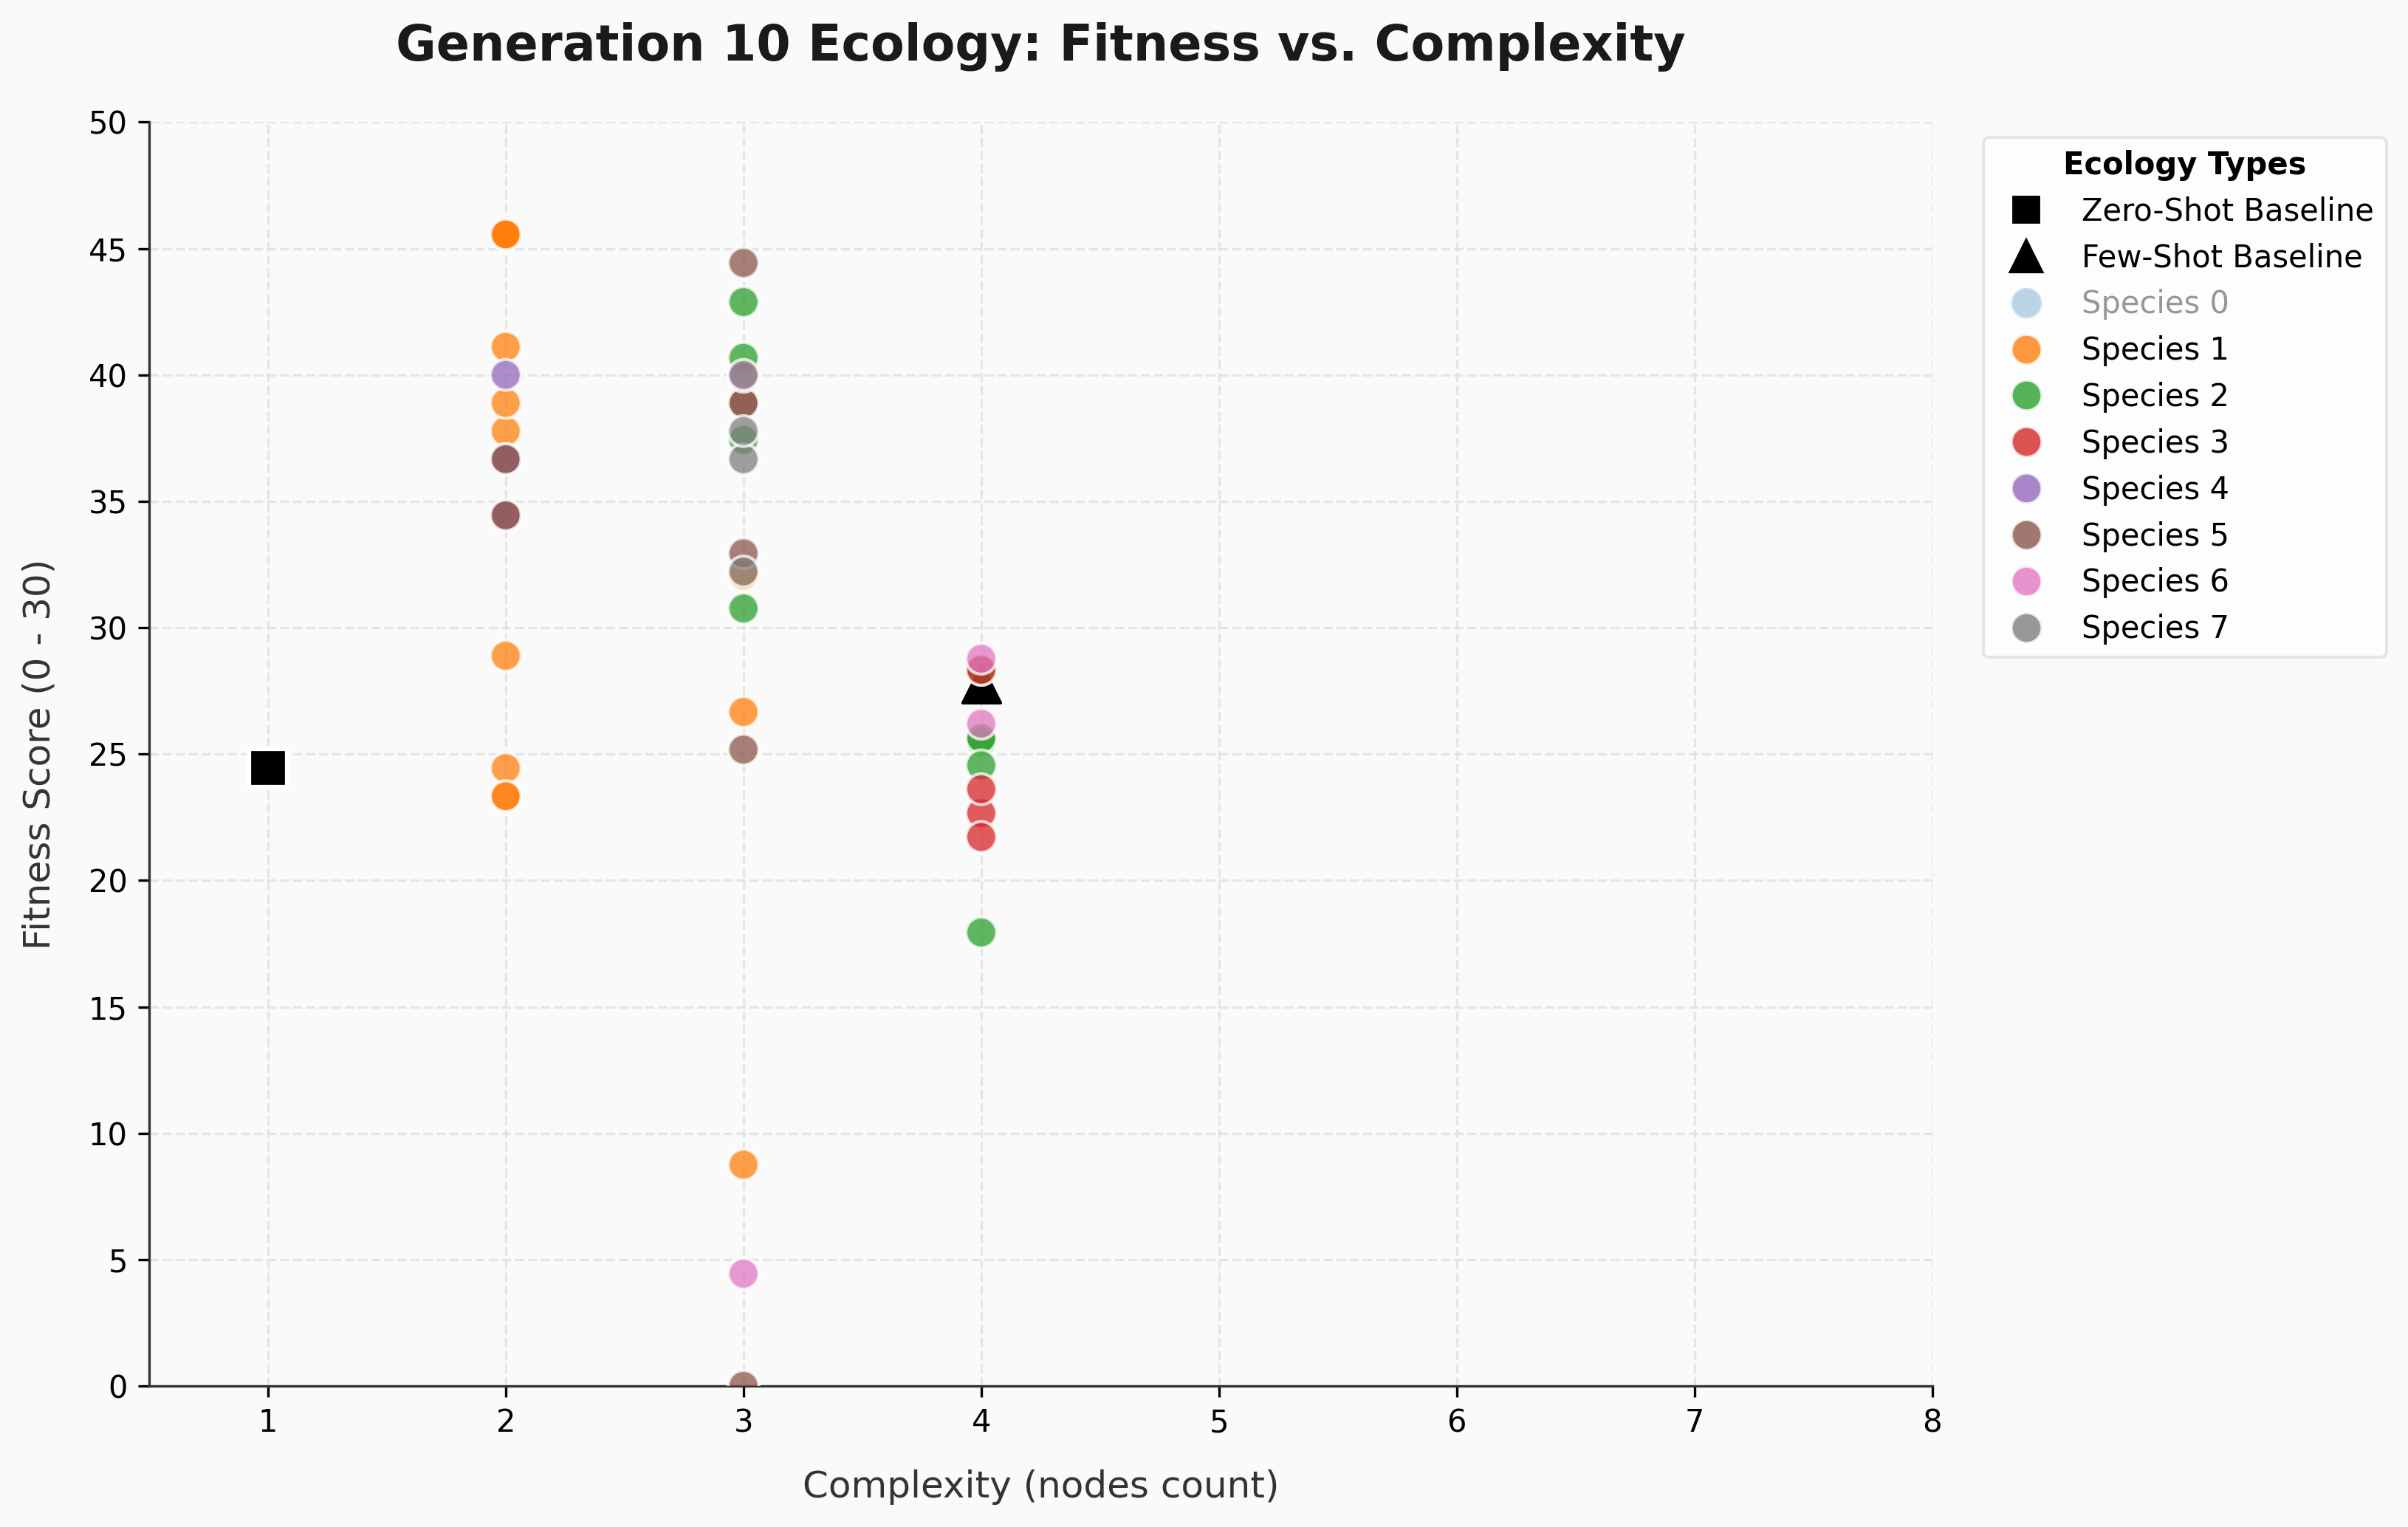 Generation 10 Ecology: Fitness vs. Complexity
Fitness Score (0 - 30)
50
45
40
35
30
25
20
15
10
5
0
1 2 3 4 5 6 7 8
Complexity (nodes count)
Ecology Types
Zero-Shot Baseline
Few-Shot Baseline
Species 0
Species 1
Species 2
Species 3
Species 4
Species 5
Species 6
Species 7